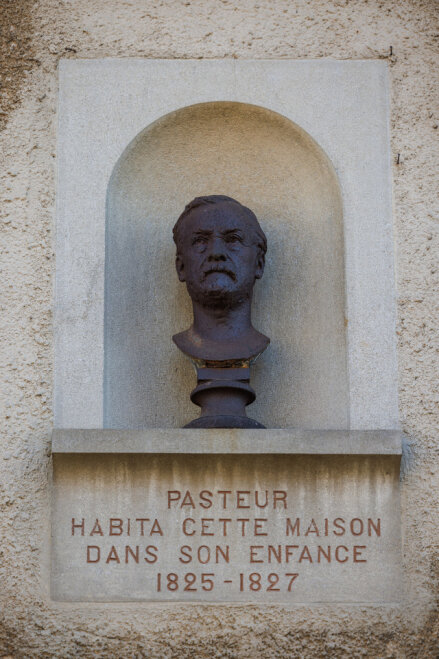 PASTEUR
HABITA CETTE MAISON
DANS SON ENFANCE
1825-1827